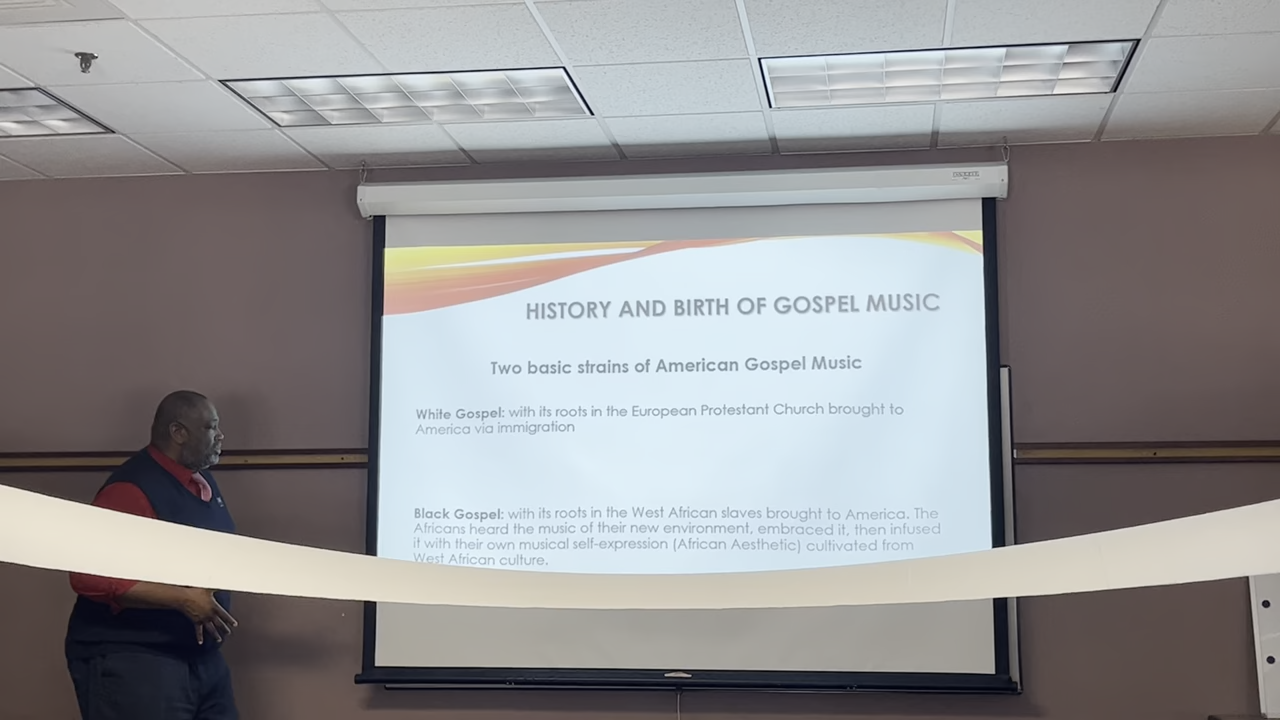 HISTORY AND BIRTH OF GOSPEL MUSIC
Two basic strains of American Gospel Music
White Gospel: with its roots in the European Protestant Church brought to
America via immigration
Black Gospel: with its roots in the West African slaves brought to America. The
Africans heard the music of their new environment, embraced it, then infused
it with their own musical self-expression (African Aesthetic) cultivated from
West African culture.